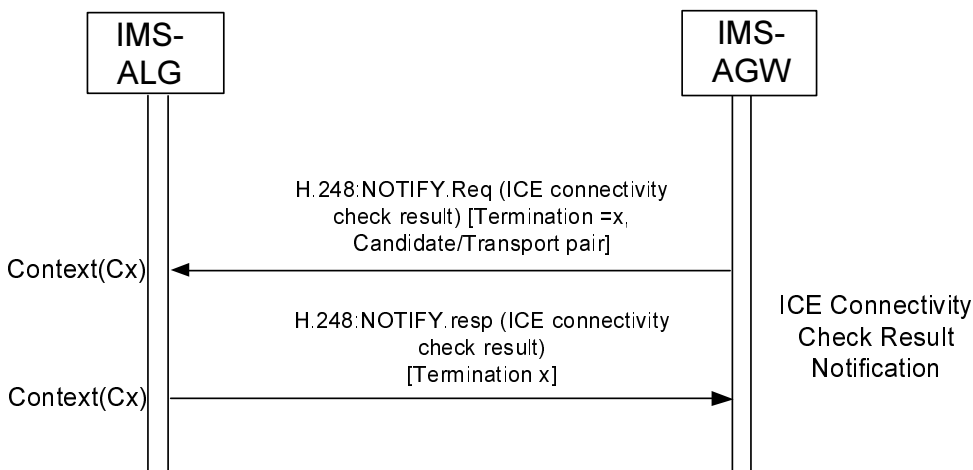 IMS-
ALG
IMS-
AGW
H.248:NOTIFY.Req (ICE connectivity
check result) [Termination =x,
Candidate/Transport pair]
Context(Cx)
H.248:NOTIFY.resp (ICE connectivity
check result)
[Termination x]
Context(Cx)
ICE Connectivity
Check Result
Notification